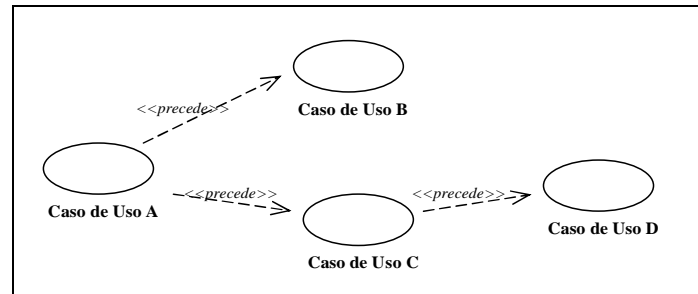 <<precede>>
Caso de Uso B
<<precede>>
<<precede>>
Caso de Uso A
Caso de Uso D
Caso de Uso C